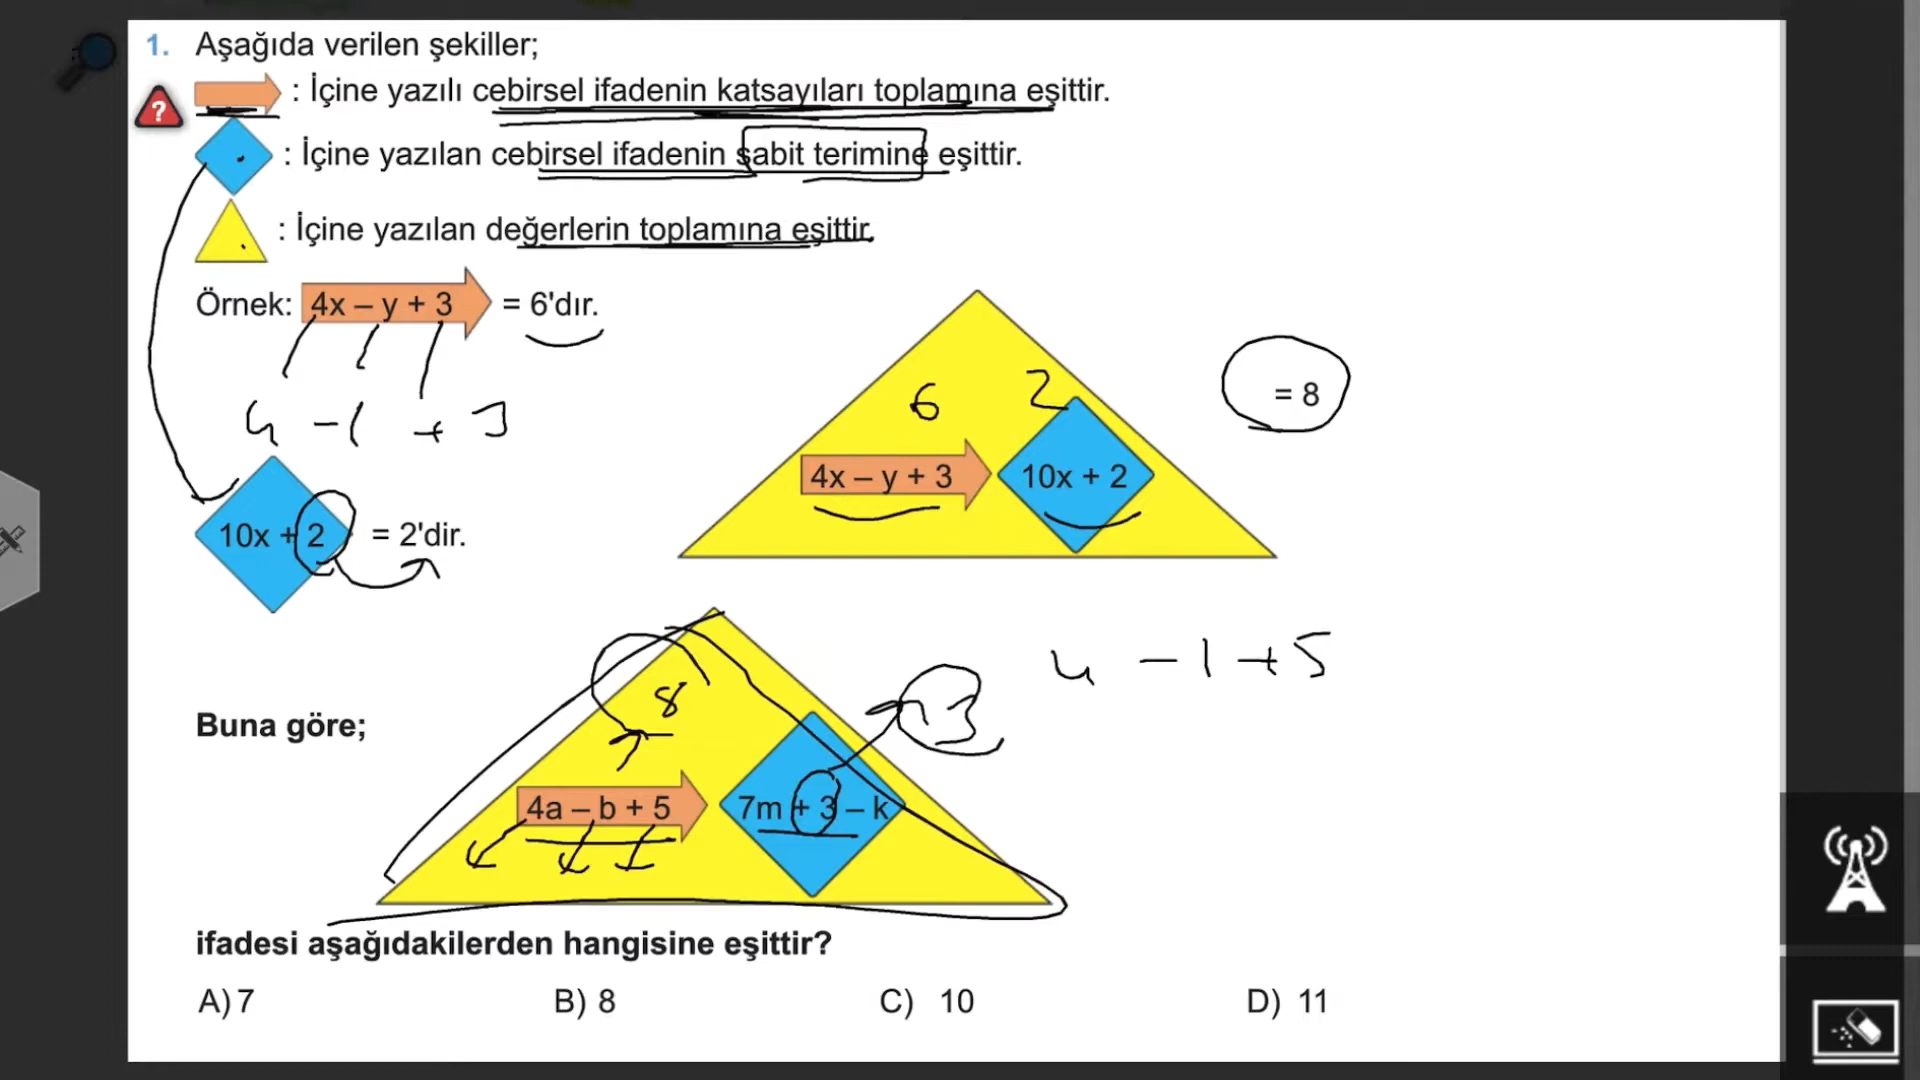 1. Aşağıda verilen şekiller;
? : İçine yazılı cebirsel ifadenin katsayıları toplamına eşittir.
: İçine yazılan cebirsel ifadenin sabit terimine eşittir.
: İçine yazılan değerlerin toplamına eşittir.
Örnek: 4x – y + 3 = 6'dır.
4 - 1 + 3
10x + 2 = 2'dir.
6 2
= 8
4x – y + 3 10x + 2
4 - 1 + 5
8 3
Buna göre;
4a – b + 5 7m + 3 – k
ifadesi aşağıdakilerden hangisine eşittir?
A) 7 B) 8 C) 10 D) 11